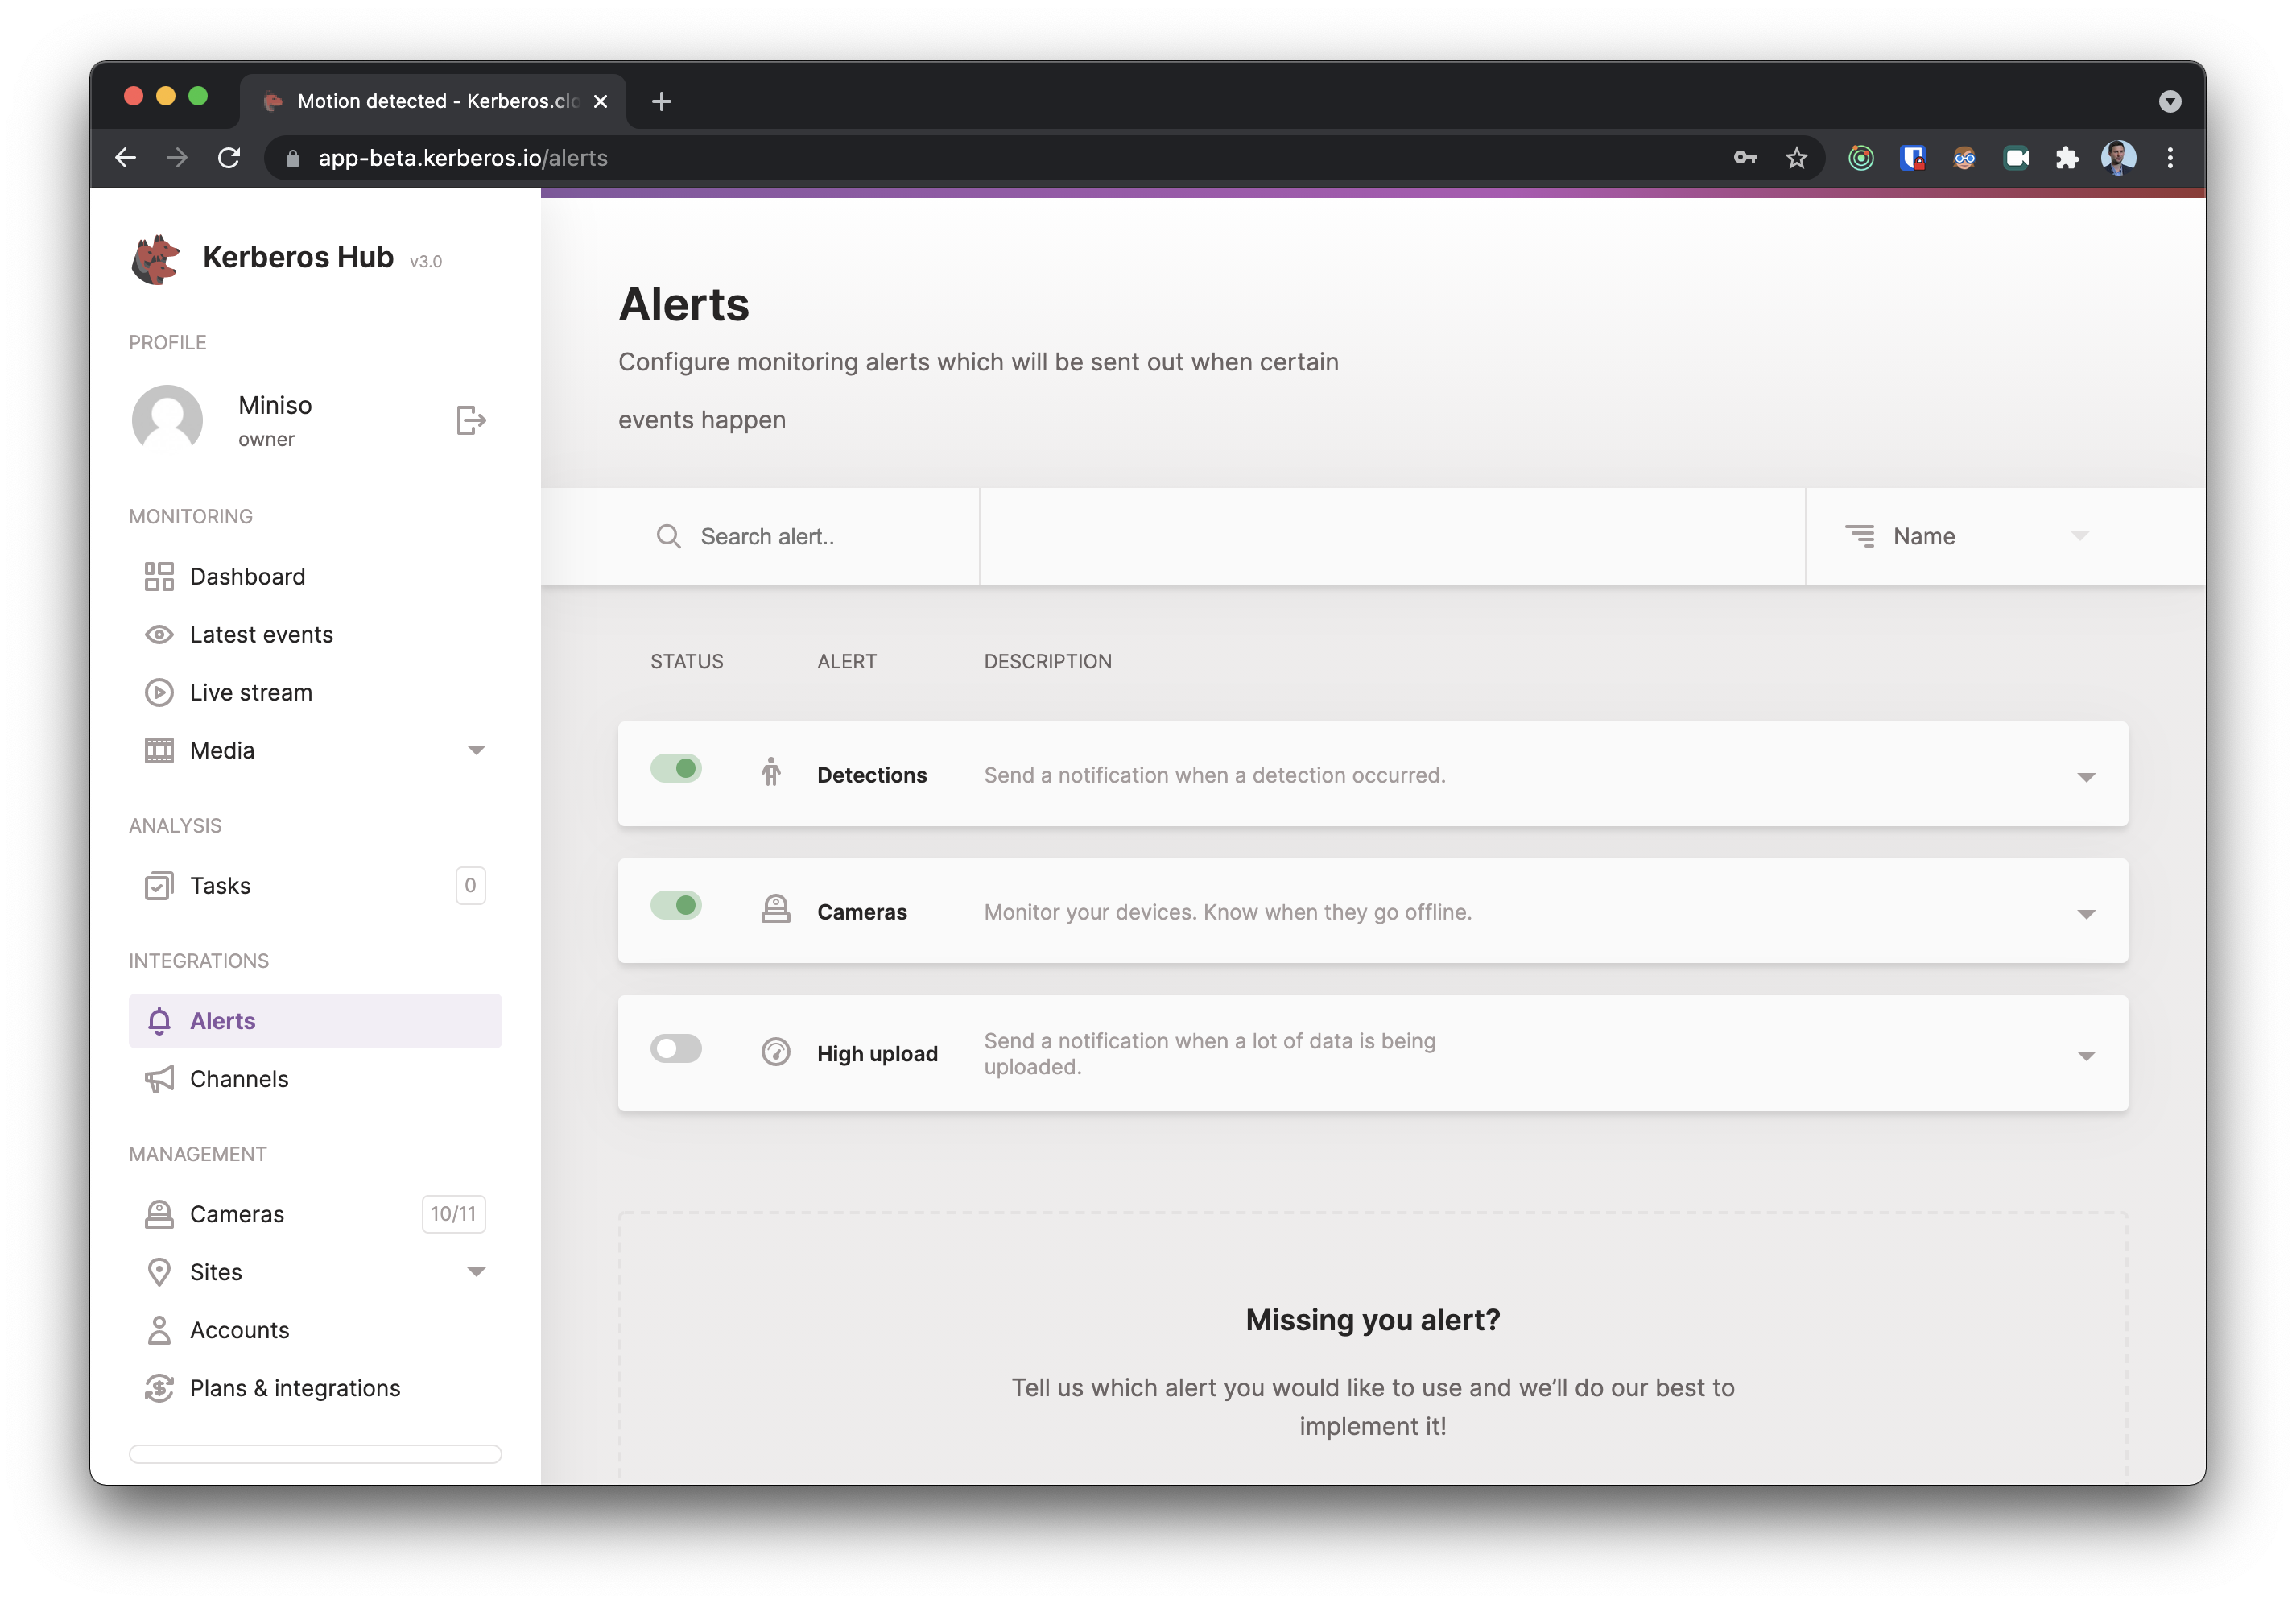 Motion detected - Kerberos.clo
app-beta.kerberos.io/alerts
Kerberos Hub v3.0
PROFILE
Miniso
owner
MONITORING
Dashboard
Latest events
Live stream
Media
ANALYSIS
Tasks 0
INTEGRATIONS
Alerts
Channels
MANAGEMENT
Cameras 10/11
Sites
Accounts
Plans & integrations
Alerts
Configure monitoring alerts which will be sent out when certain
events happen
Search alert..
Name
STATUS ALERT DESCRIPTION
Detections Send a notification when a detection occurred.
Cameras Monitor your devices. Know when they go offline.
High upload Send a notification when a lot of data is being
uploaded.
Missing you alert?
Tell us which alert you would like to use and we’ll do our best to
implement it!